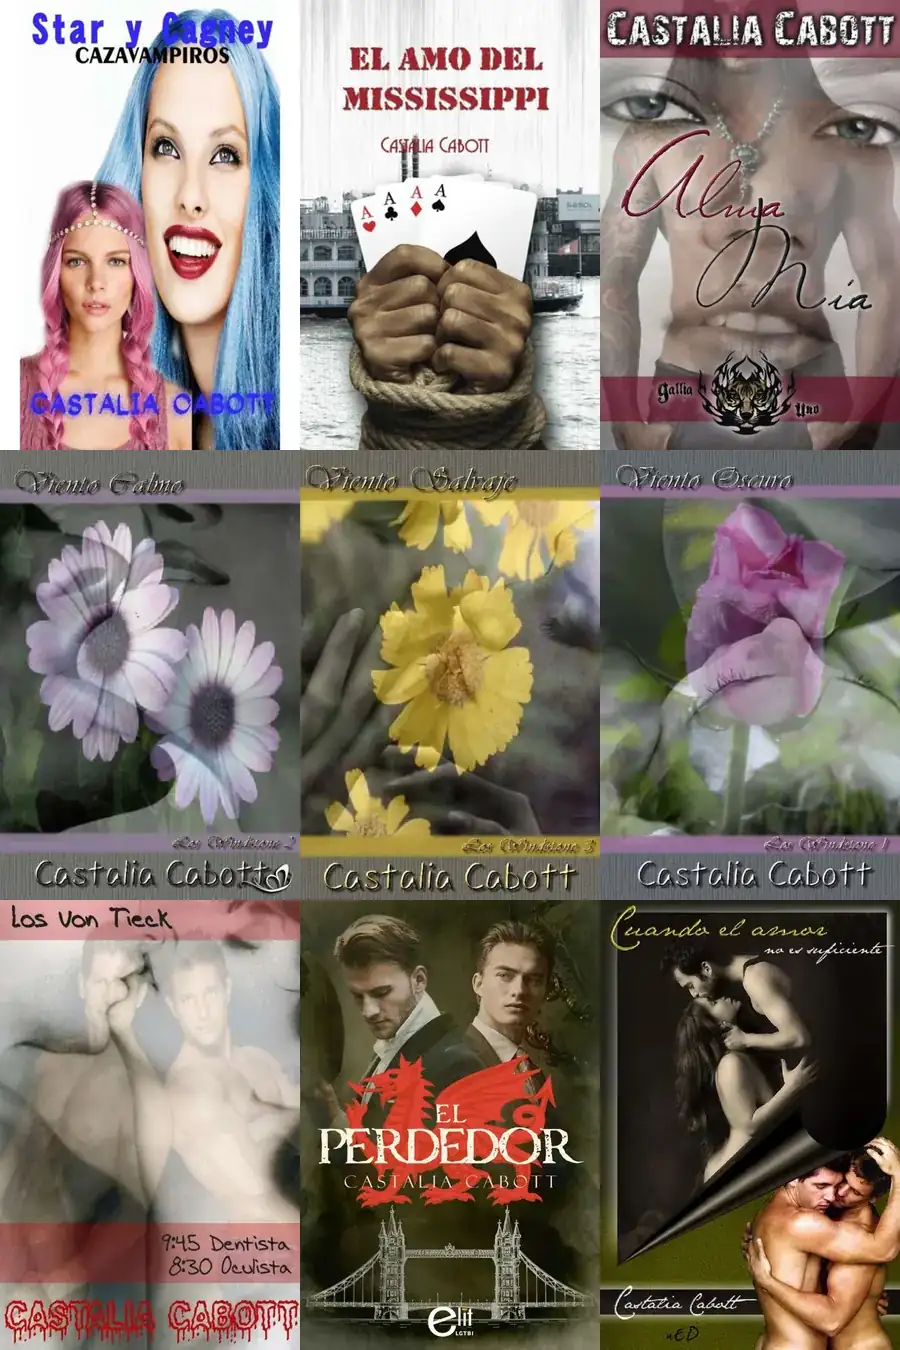 Star y Cagney
CAZAVAMPIROS
CASTALIA CABOTT
EL AMO DEL
MISSISSIPPI
CASTALIA CABOTT
A A A A
CASTALIA CABOTT
Alma
Mía
Gallia
Uno
Viento Calmo
Los Windstone 2
Castalia Cabott
Viento Salvaje
Los Windstone 3
Castalia Cabott
Viento Oscuro
Los Windstone 1
Castalia Cabott
Los Von Tieck
9:45 Dentista
8:30 Oculista
CASTALIA CABOTT
EL
PERDEDOR
CASTALIA CABOTT
elit
LGTBI
Cuando el amor
no es suficiente
Castalia Cabott